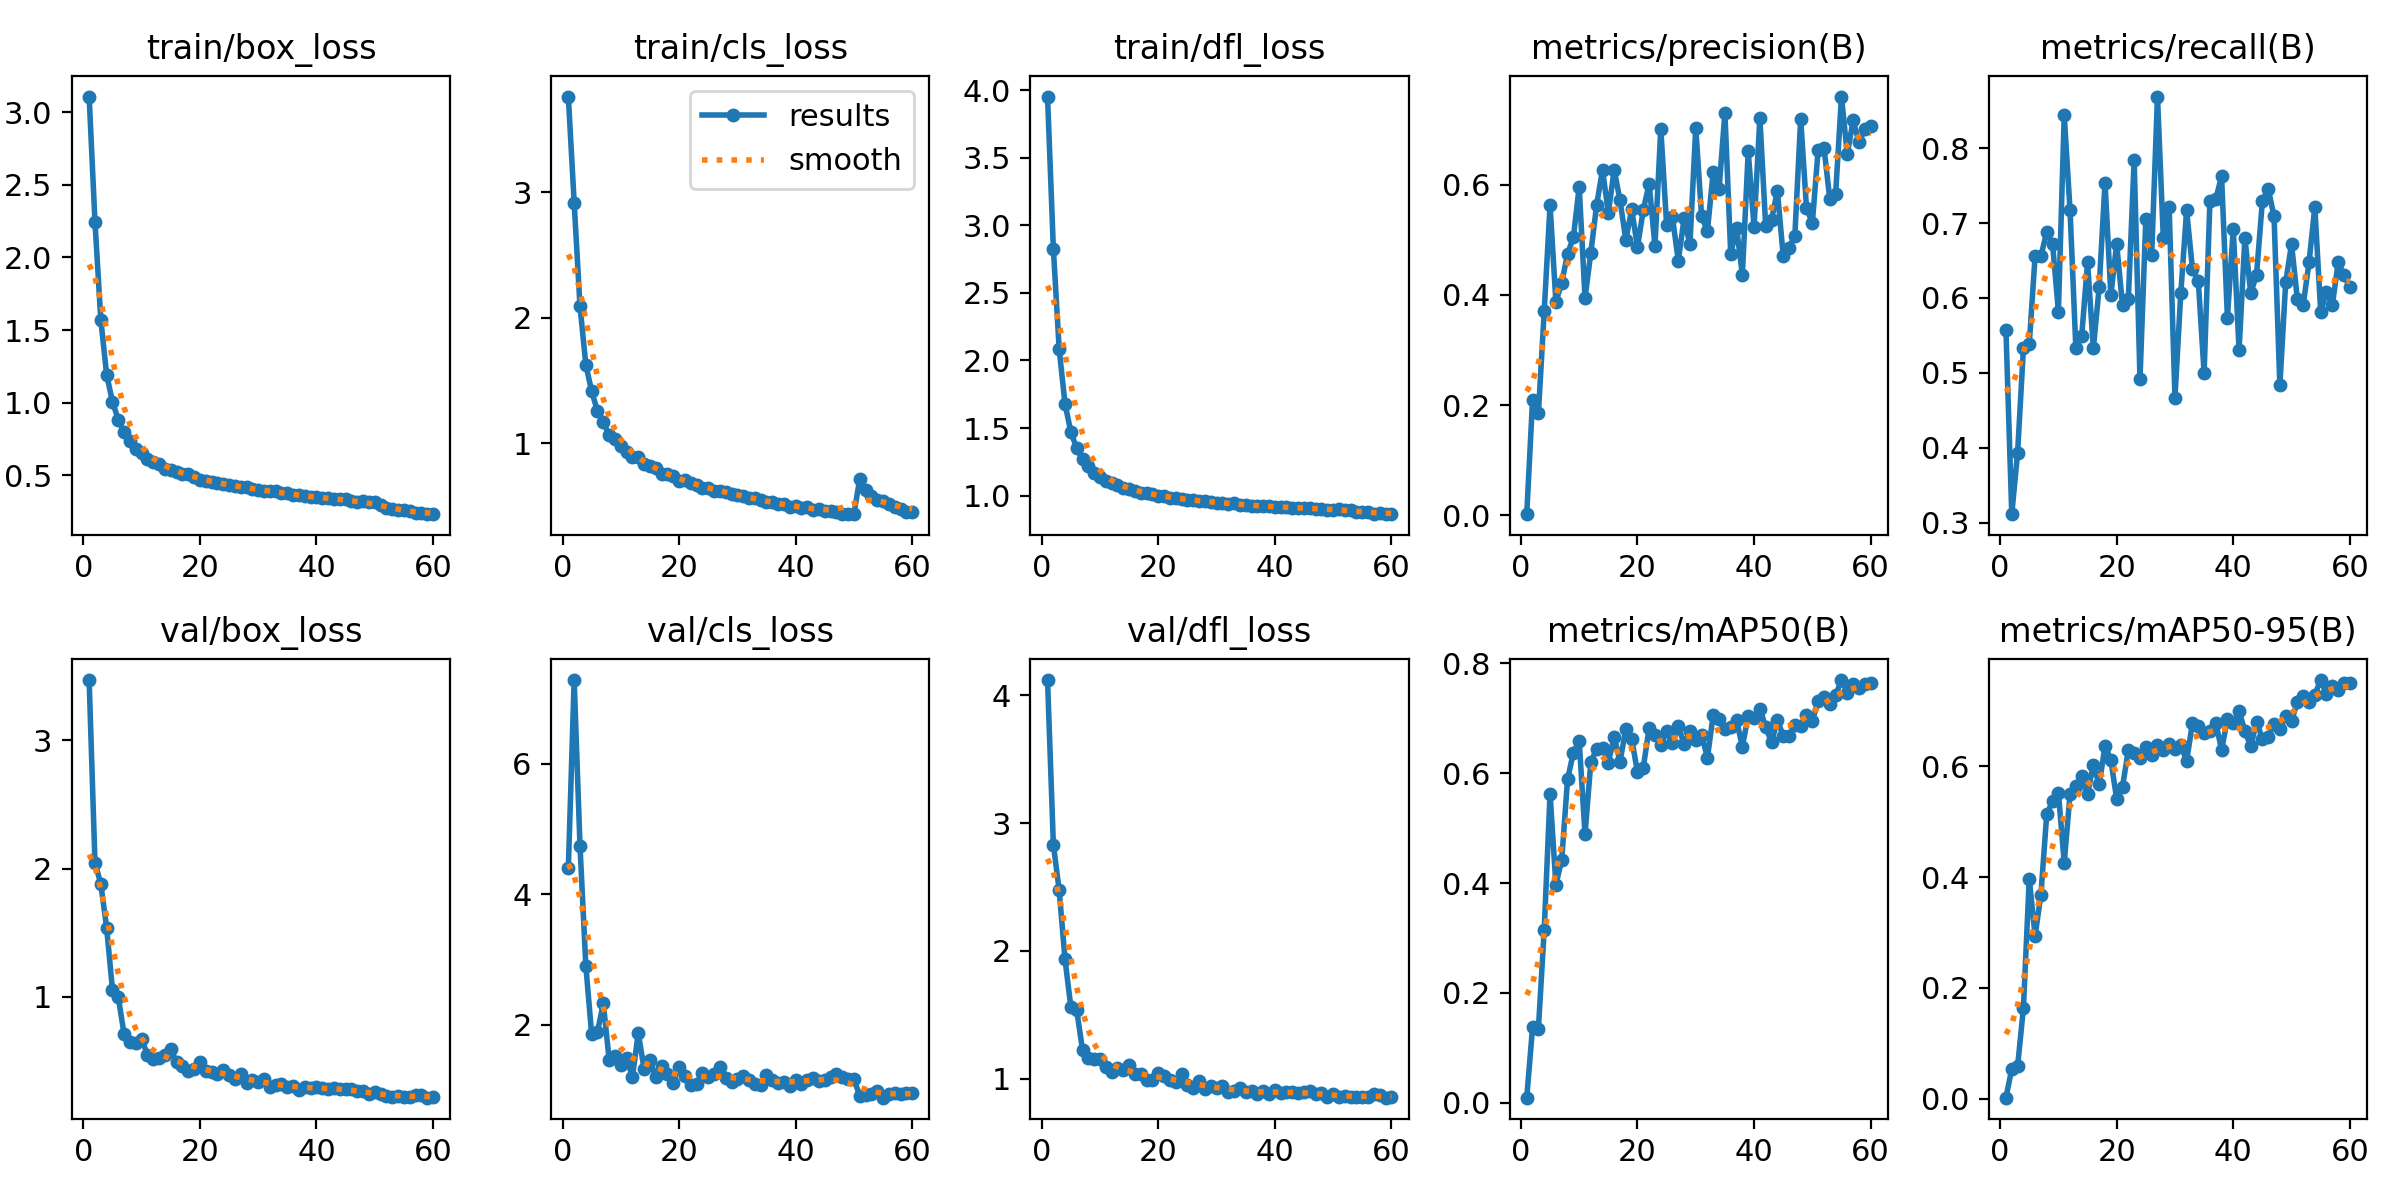 train/box_loss
3.0
2.5
2.0
1.5
1.0
0.5
0 20 40 60
train/cls_loss
results
smooth
3
2
1
0 20 40 60
train/dfl_loss
4.0
3.5
3.0
2.5
2.0
1.5
1.0
0 20 40 60
metrics/precision(B)
0.6
0.4
0.2
0.0
0 20 40 60
metrics/recall(B)
0.8
0.7
0.6
0.5
0.4
0.3
0 20 40 60
val/box_loss
3
2
1
0 20 40 60
val/cls_loss
6
4
2
0 20 40 60
val/dfl_loss
4
3
2
1
0 20 40 60
metrics/mAP50(B)
0.8
0.6
0.4
0.2
0.0
0 20 40 60
metrics/mAP50-95(B)
0.6
0.4
0.2
0.0
0 20 40 60